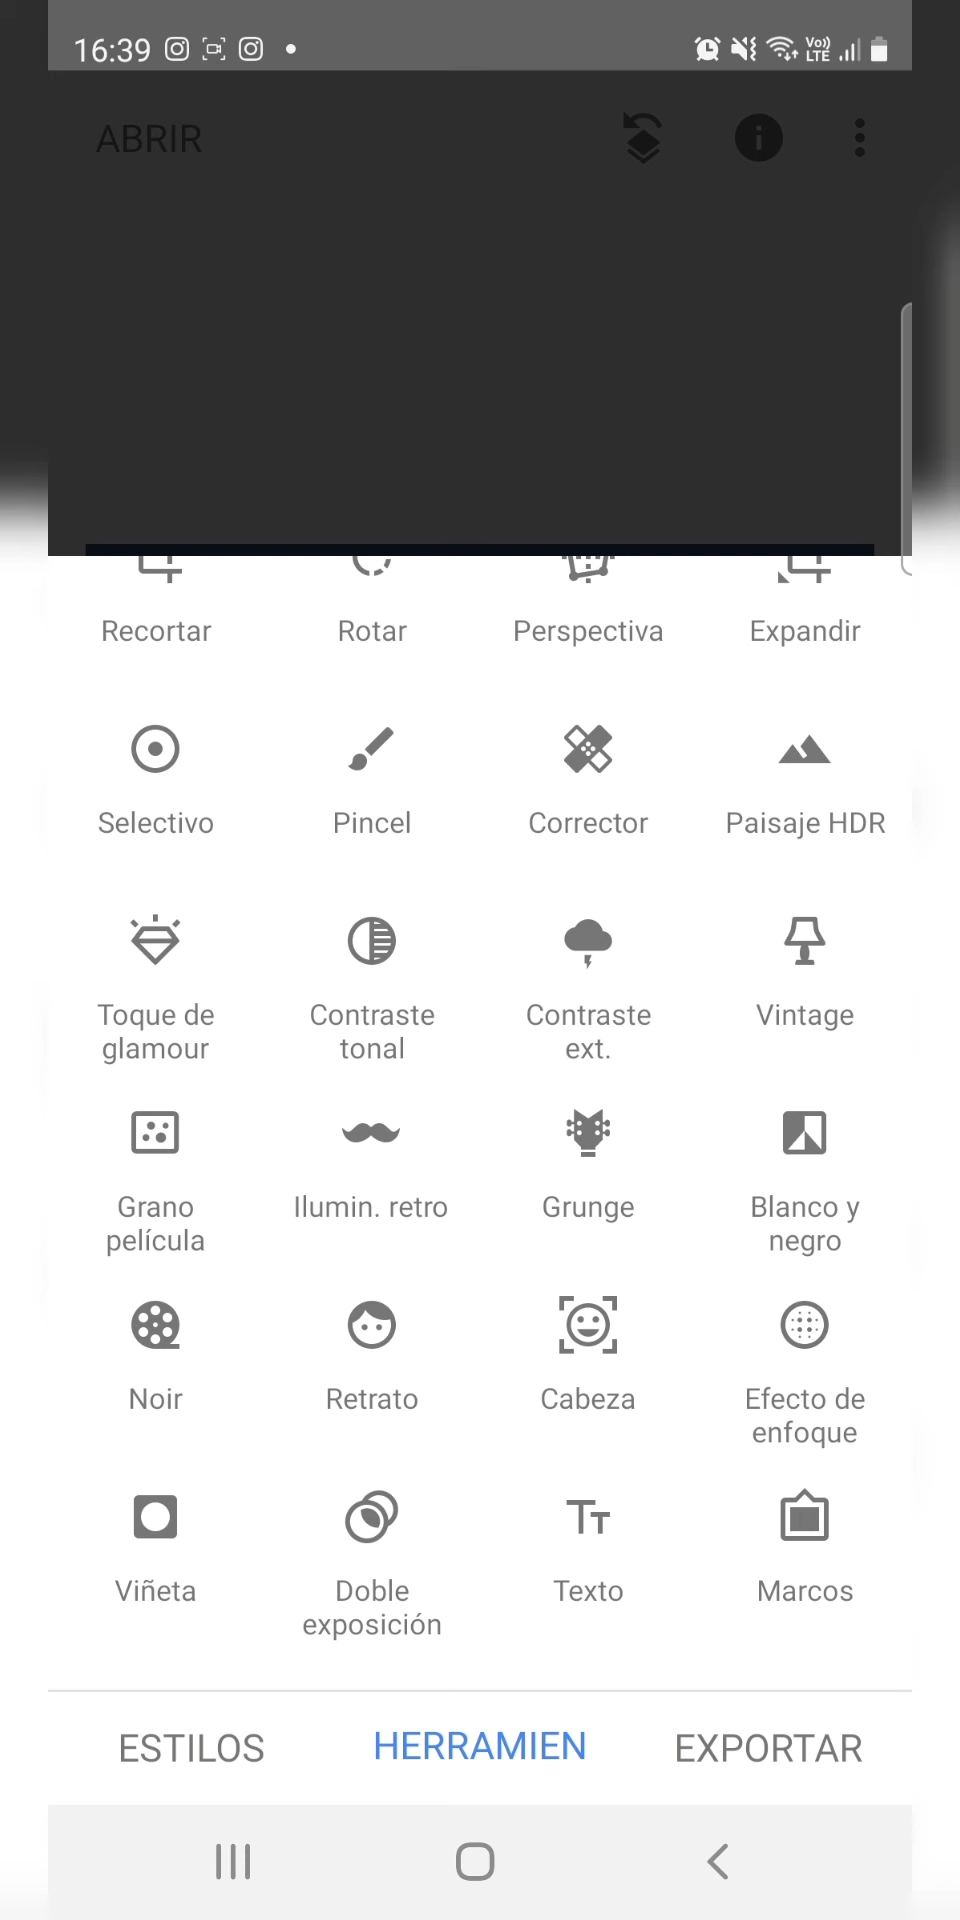 16:39
Vo))
LTE
ABRIR
Recortar Rotar Perspectiva Expandir
Selectivo Pincel Corrector Paisaje HDR
Toque de glamour Contraste tonal Contraste ext. Vintage
Grano película Ilumin. retro Grunge Blanco y negro
Noir Retrato Cabeza Efecto de enfoque
Viñeta Doble exposición Texto Marcos
ESTILOS HERRAMIEN EXPORTAR